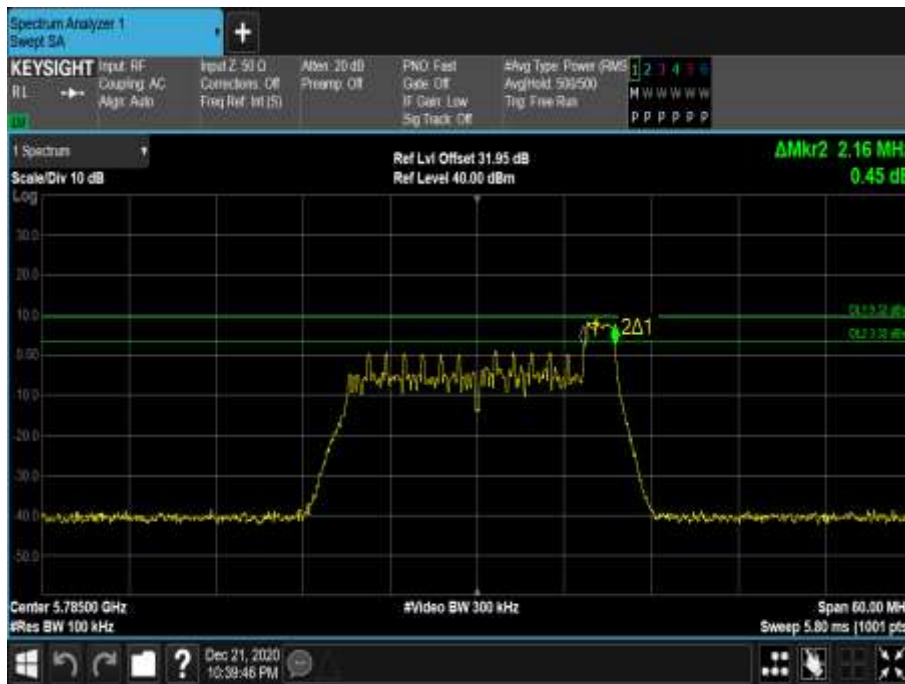 Spectrum Analyzer 1
Swept SA
+
KEYSIGHT
RL
Input: RF
Coupling: AC
Align: Auto
Input Z: 50 Ω
Corrections: Off
Freq Ref: Int (S)
Atten: 20 dB
Preamp: Off
PNO: Fast
Gate: Off
IF Gain: Low
Sig Track: Off
#Avg Type: Power (RMS
Avg|Hold: 500/500
Trig: Free Run
1 2 3 4 5 6
M W W W W W
P P P P P P
1 Spectrum
Scale/Div 10 dB
Log
Ref Lvl Offset 31.95 dB
Ref Level 40.00 dBm
ΔMkr2 2.16 MH
0.45 dB
30.0
20.0
10.0
0.00
-10.0
-20.0
-30.0
-40.0
-50.0
2Δ1
Center 5.78500 GHz
#Res BW 100 kHz
#Video BW 300 kHz
Span 60.00 MH
Sweep 5.80 ms (1001 pts
?
Dec 21, 2020
10:39:46 PM